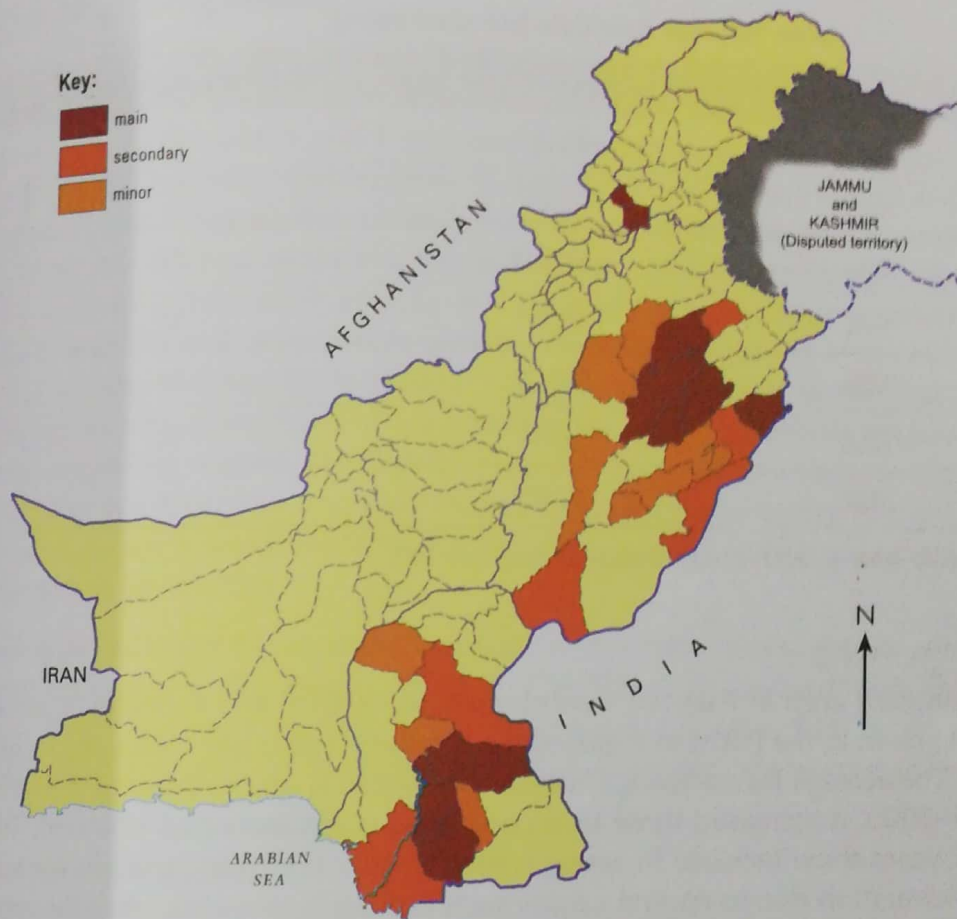 Key:
main
secondary
minor
JAMMU
and
KASHMIR
(Disputed territory)
AFGHANISTAN
N
IRAN
INDIA
ARABIAN
SEA